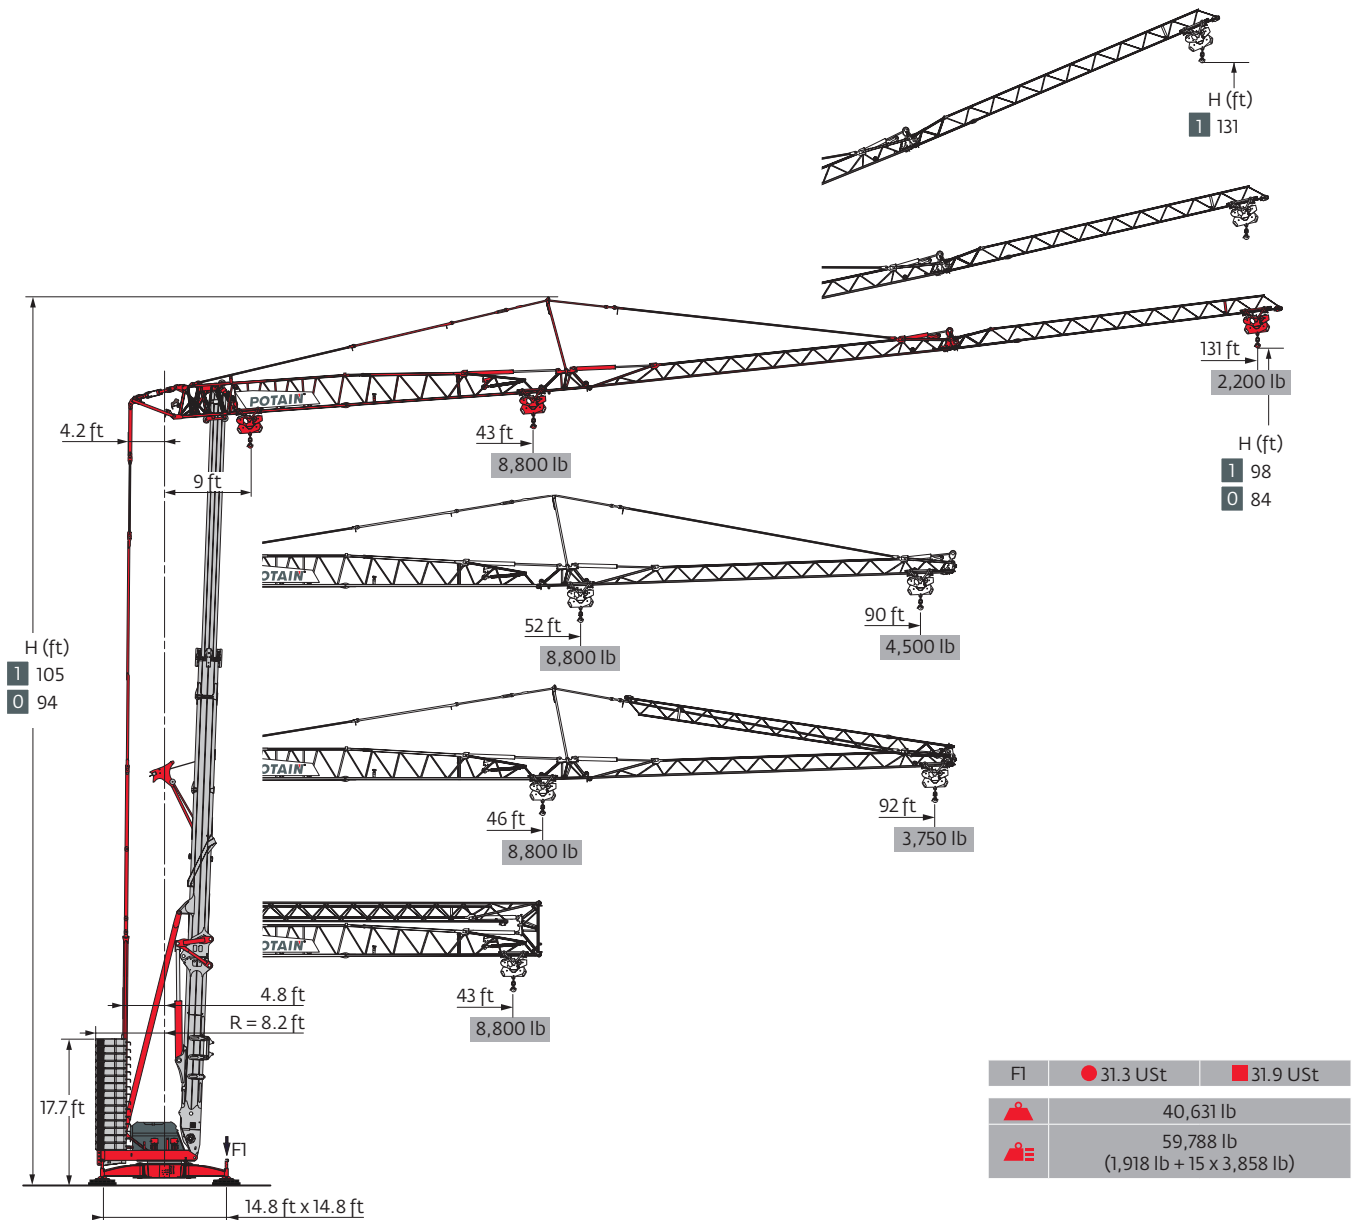 H (ft)
1 131
131 ft
2,200 lb
POTAIN
4.2 ft
43 ft
8,800 lb
H (ft)
1 98
0 84
9 ft
OTAIN
52 ft
8,800 lb
90 ft
4,500 lb
H (ft)
1 105
0 94
OTAIN
46 ft
8,800 lb
92 ft
3,750 lb
OTAIN
4.8 ft
43 ft
8,800 lb
R = 8.2 ft
17.7 ft
F1
14.8 ft x 14.8 ft
F1 31.3 USt 31.9 USt
40,631 lb
59,788 lb
(1,918 lb + 15 x 3,858 lb)